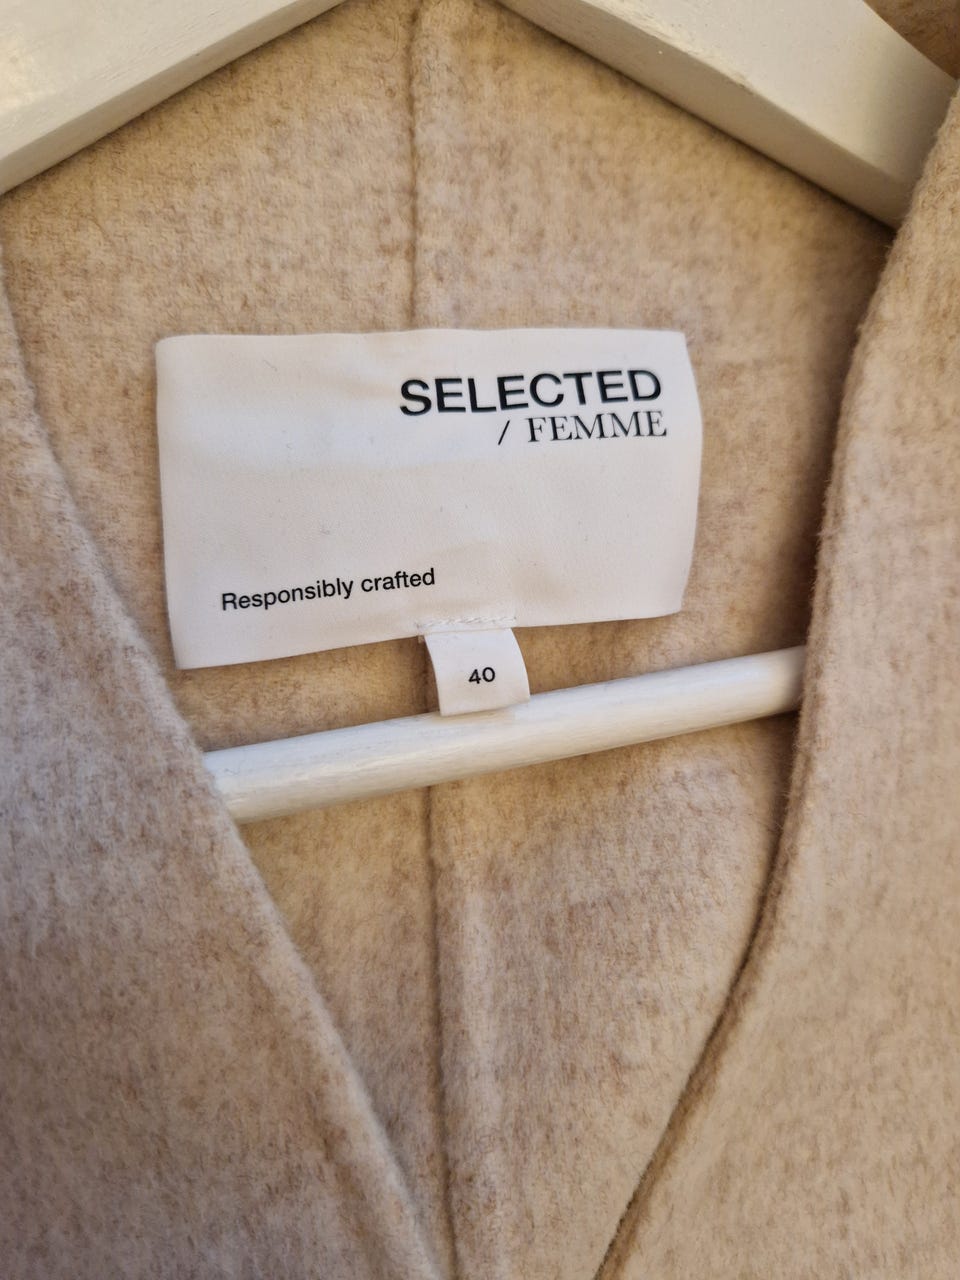 SELECTED
/ FEMME
Responsibly crafted
40